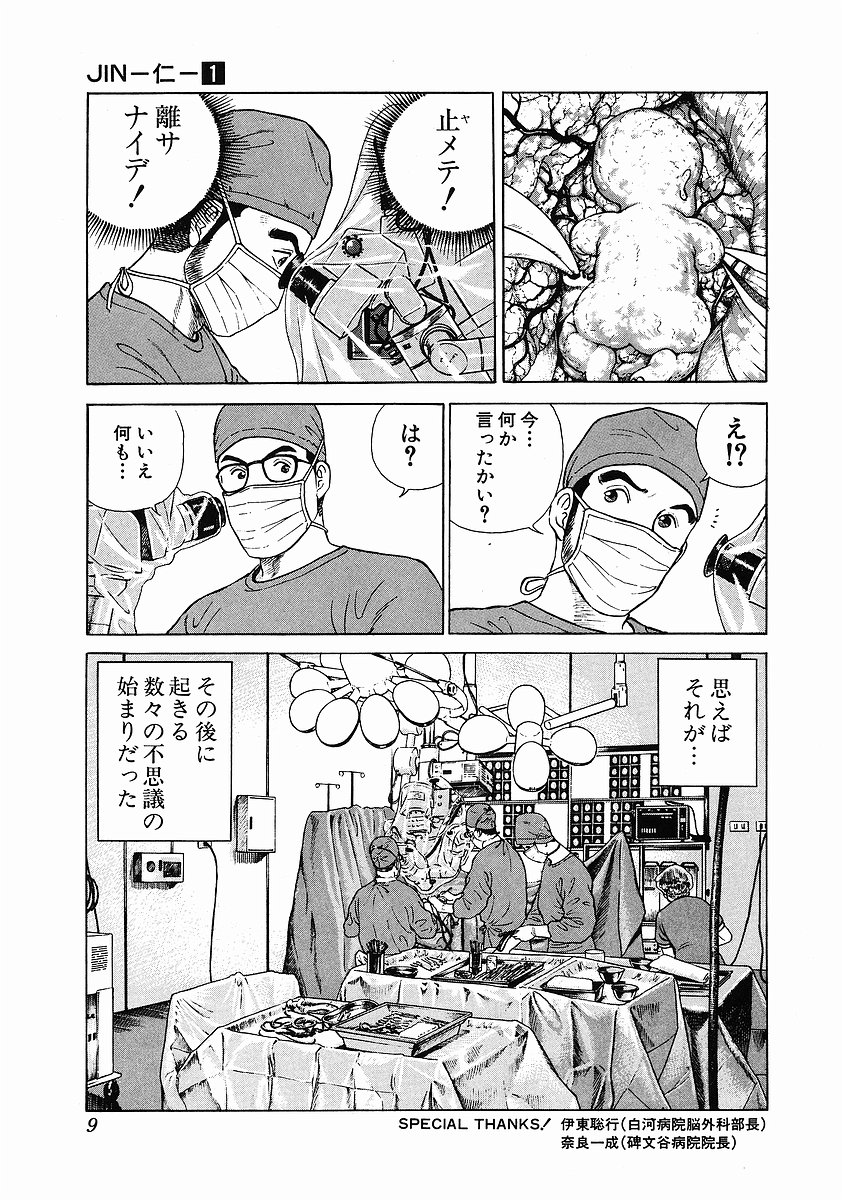 JIN－仁－1
止メテ！
ヤ
離サ
ナイデ！
え!?
今…
何か
言ったかい？
は？
いいえ
何も…
思えば
それが…
その後に
起きる
数々の不思議の
始まりだった
9
SPECIAL THANKS! 伊東聡行(白河病院脳外科部長)
奈良一成(碑文谷病院院長)